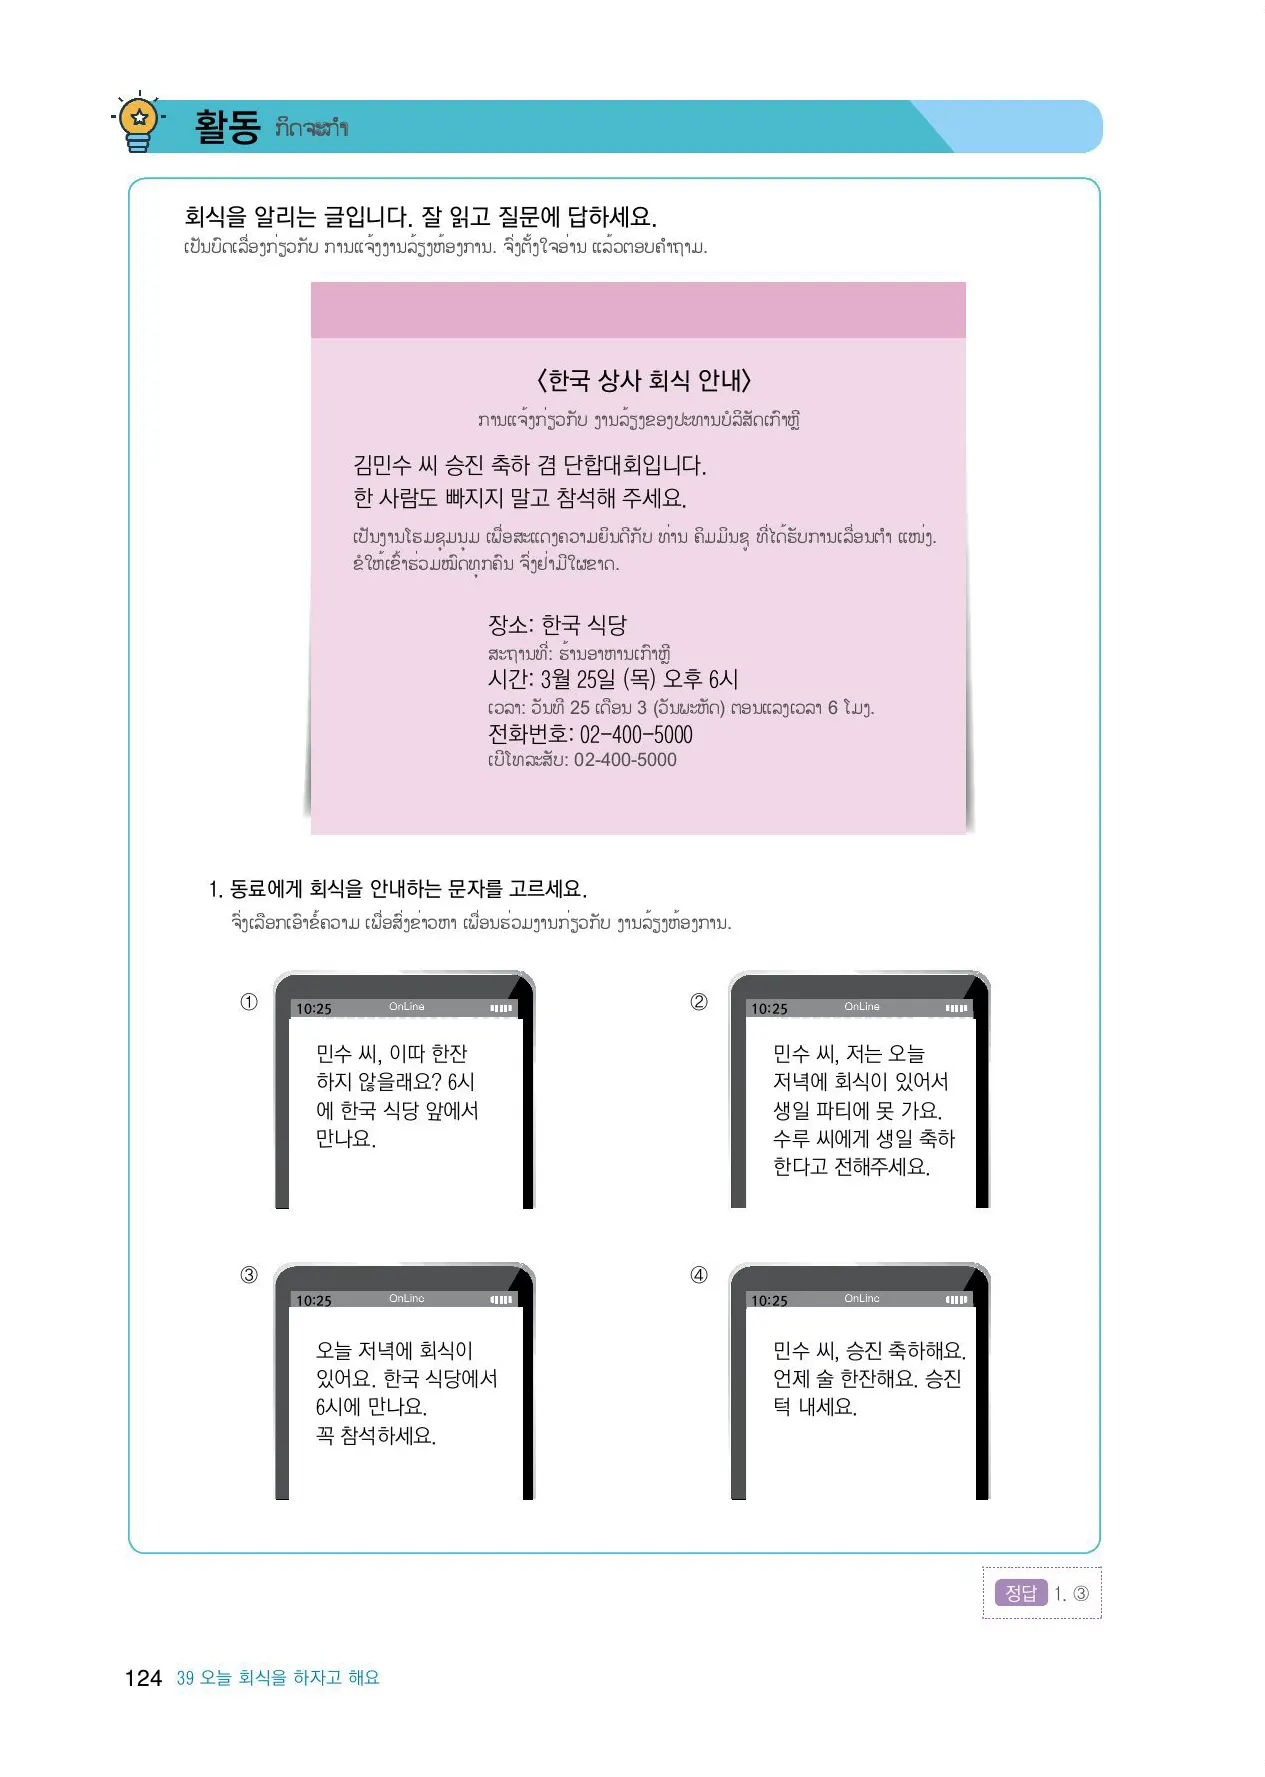 활동 ກິດຈະກຳ
회식을 알리는 글입니다. 잘 읽고 질문에 답하세요.
ເປັນບົດເລື່ອງກ່ຽວກັບ ການແຈ້ງງານລ້ຽງຫ້ອງການ. ຈົ່ງຕັ້ງໃຈອ່ານ ແລ້ວຕອບຄຳຖາມ.
〈한국 상사 회식 안내〉
ການແຈ້ງກ່ຽວກັບ ງານລ້ຽງຂອງປະທານບໍລິສັດເກົາຫຼີ
김민수 씨 승진 축하 겸 단합대회입니다.
한 사람도 빠지지 말고 참석해 주세요.
ເປັນງານໂຮມຊຸມນຸມ ເພື່ອສະແດງຄວາມຍິນດີກັບ ທ່ານ ຄິມມິນຊູ ທີ່ໄດ້ຮັບການເລື່ອນຕຳ ແໜ່ງ.
ຂໍໃຫ້ເຂົ້າຮ່ວມໝົດທຸກຄົນ ຈົ່ງຢ່າມີໃຜຂາດ.
장소: 한국 식당
ສະຖານທີ່: ຮ້ານອາຫານເກົາຫຼີ
시간: 3월 25일 (목) 오후 6시
ເວລາ: ວັນທີ 25 ເດືອນ 3 (ວັນພະຫັດ) ຕອນແລງເວລາ 6 ໂມງ.
전화번호: 02-400-5000
ເບີໂທລະສັບ: 02-400-5000
1. 동료에게 회식을 안내하는 문자를 고르세요.
ຈົ່ງເລືອກເອົາຂໍ້ຄວາມ ເພື່ອສົ່ງຂ່າວຫາ ເພື່ອນຮ່ວມງານກ່ຽວກັບ ງານລ້ຽງຫ້ອງການ.
①
10:25 OnLine
민수 씨, 이따 한잔
하지 않을래요? 6시
에 한국 식당 앞에서
만나요.
②
10:25 OnLine
민수 씨, 저는 오늘
저녁에 회식이 있어서
생일 파티에 못 가요.
수루 씨에게 생일 축하
한다고 전해주세요.
③
10:25 OnLine
오늘 저녁에 회식이
있어요. 한국 식당에서
6시에 만나요.
꼭 참석하세요.
④
10:25 OnLine
민수 씨, 승진 축하해요.
언제 술 한잔해요. 승진
턱 내세요.
정답 1. ③
124 39 오늘 회식을 하자고 해요